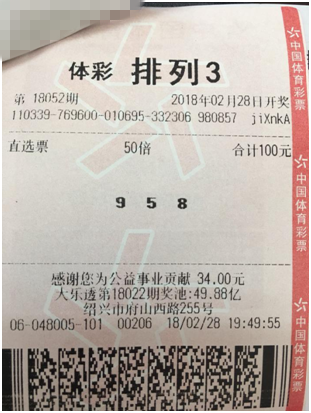 体彩 排列3
第 18052期 2018年02月28日开奖
110339-769600-010695-332306 980857 jiXnkA
直选票 50倍 合计100元
9 5 8
感谢您为公益事业贡献 34.00元
大乐透第18022期奖池:49.88亿
绍兴市府山西路255号
06-048005-101 00206 18/02/28 19:49:55
中国体育彩票
中国体育彩票
中国体育彩票